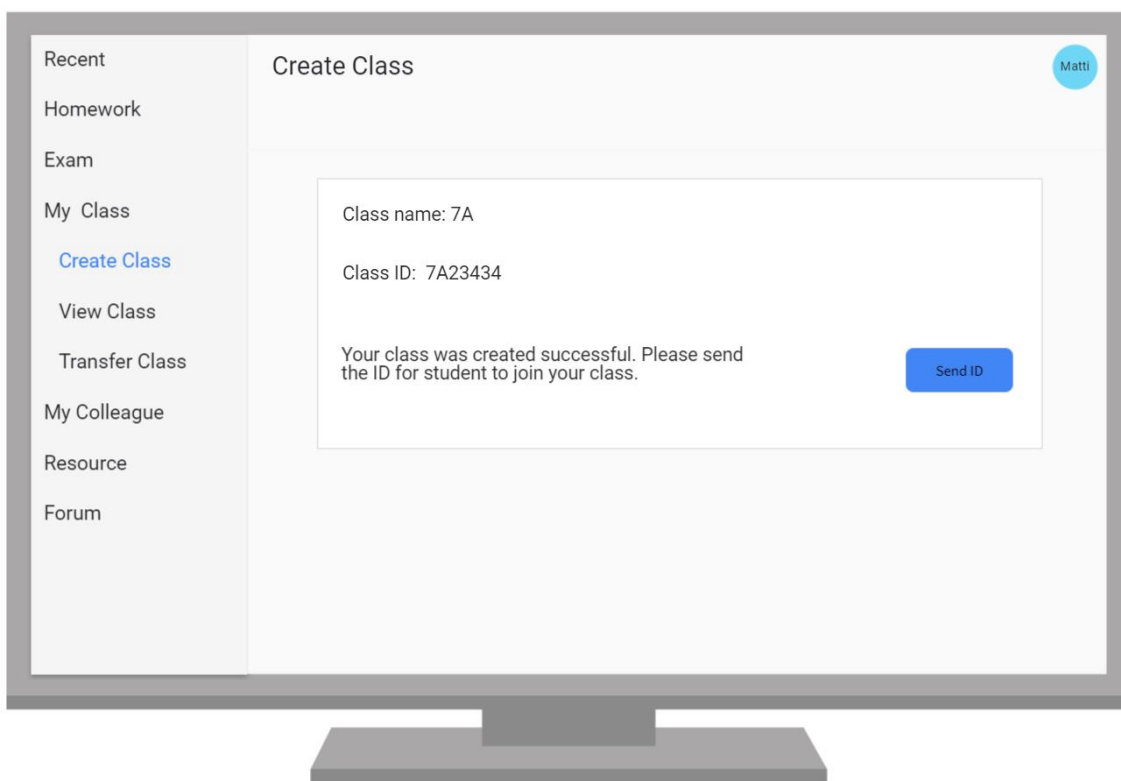 Recent
Homework
Exam
My Class
Create Class
View Class
Transfer Class
My Colleague
Resource
Forum
Create Class
Matti
Class name: 7A
Class ID: 7A23434
Your class was created successful. Please send
the ID for student to join your class.
Send ID